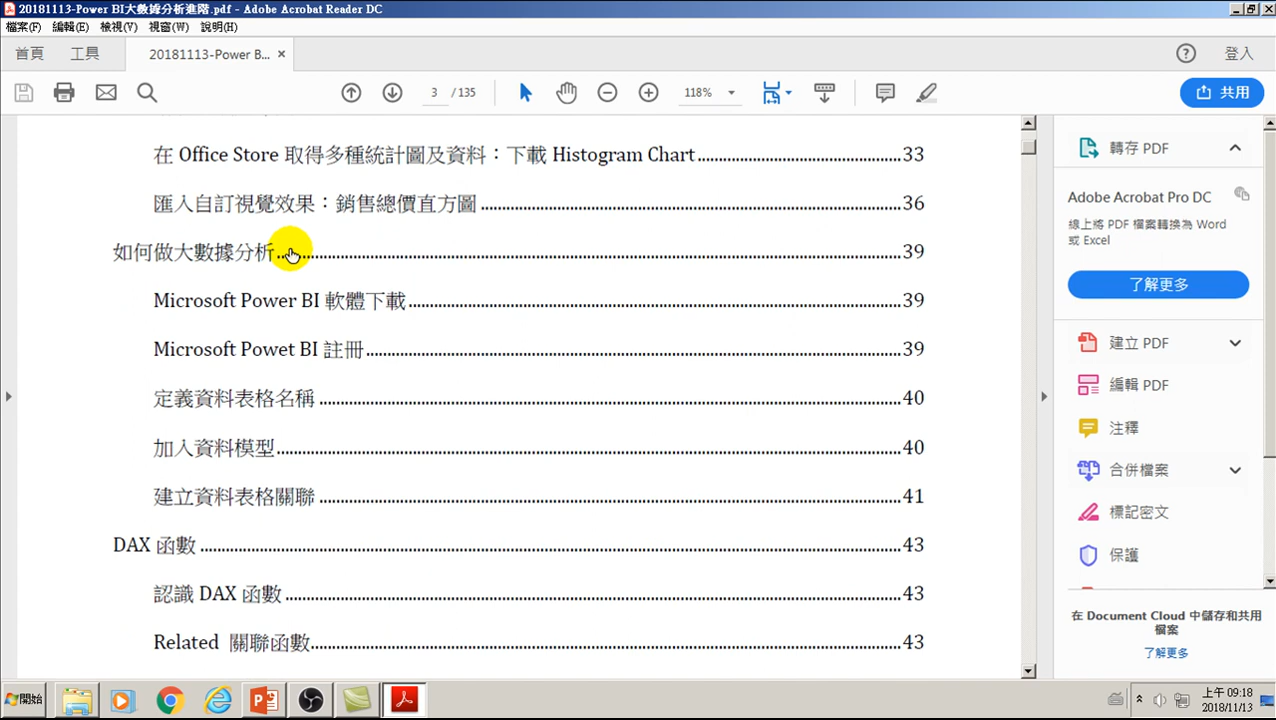 20181113-Power BI大數據分析進階.pdf - Adobe Acrobat Reader DC
檔案(F) 編輯(E) 檢視(V) 視窗(W) 說明(H)
首頁 工具 20181113-Power B... × 登入
3 / 135 118% 共用
在 Office Store 取得多種統計圖及資料：下載 Histogram Chart 33
匯入自訂視覺效果：銷售總價直方圖 36
如何做大數據分析 39
Microsoft Power BI 軟體下載 39
Microsoft Powet BI 註冊 39
定義資料表格名稱 40
加入資料模型 40
建立資料表格關聯 41
DAX 函數 43
認識 DAX 函數 43
Related 關聯函數 43
轉存 PDF
Adobe Acrobat Pro DC
線上將 PDF 檔案轉換為 Word
或 Excel
了解更多
建立 PDF
編輯 PDF
注釋
合併檔案
標記密文
保護
在 Document Cloud 中儲存和共用
檔案
了解更多
開始
上午 09:18
2018/11/13